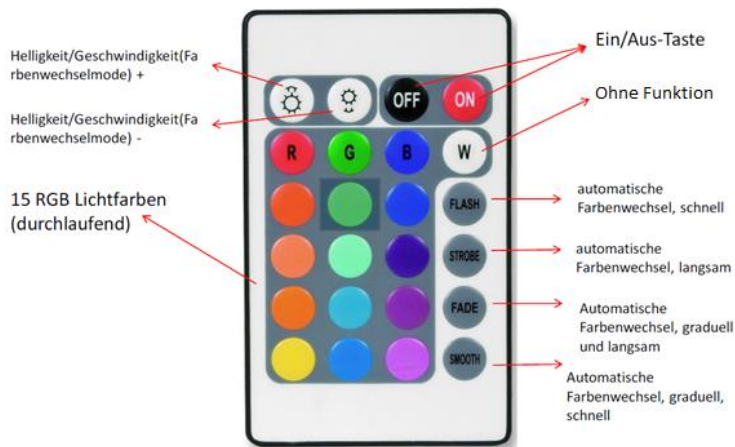 Helligkeit/Geschwindigkeit(Fa
rbenwechselmode) +
Helligkeit/Geschwindigkeit(Fa
rbenwechselmode) -
15 RGB Lichtfarben
(durchlaufend)
OFF
ON
R
G
B
W
FLASH
STROBE
FADE
SMOOTH
Ein/Aus-Taste
Ohne Funktion
automatische
Farbenwechsel, schnell
automatische
Farbenwechsel, langsam
Automatische
Farbenwechsel, graduell
und langsam
Automatische
Farbenwechsel, graduell,
schnell